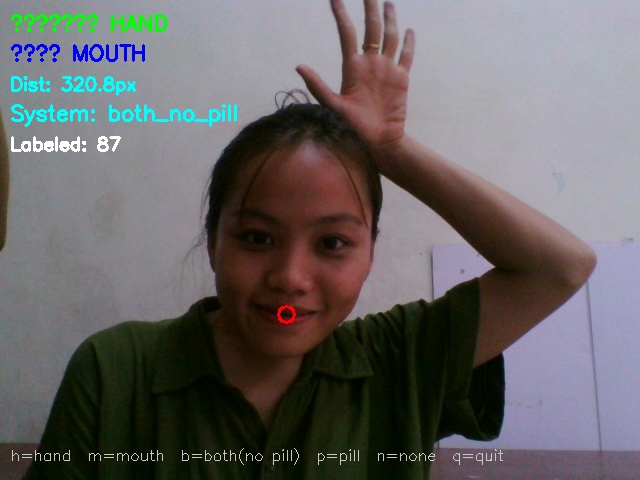 ??????? HAND
???? MOUTH
Dist: 320.8px
System: both_no_pill
Labeled: 87
h=hand m=mouth b=both(no pill) p=pill n=none q=quit